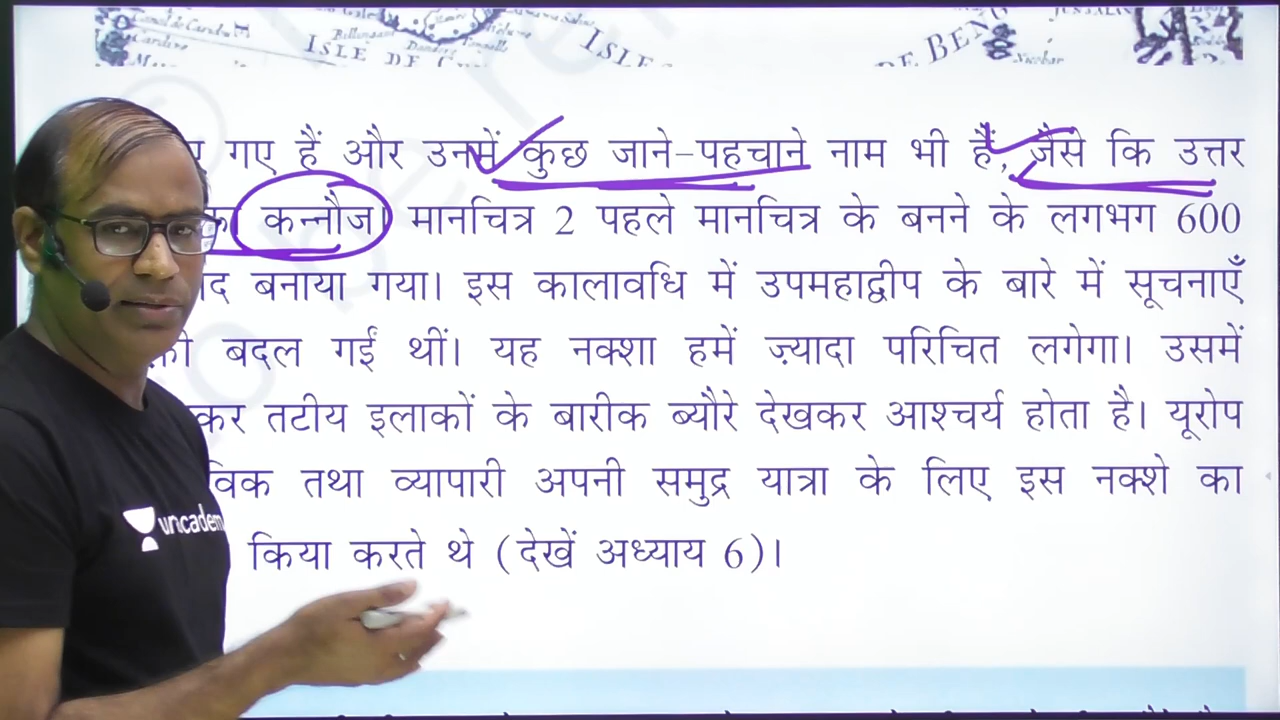 ISLE DE
ISLE
DE BEN
गए हैं और उनमें कुछ जाने-पहचाने नाम भी हैं, जैसे कि उत्तर
कन्नौज। मानचित्र 2 पहले मानचित्र के बनने के लगभग 600
बनाया गया। इस कालावधि में उपमहाद्वीप के बारे में सूचनाएँ
बदल गईं थीं। यह नक्शा हमें ज़्यादा परिचित लगेगा। उसमें
तटीय इलाकों के बारीक ब्यौरे देखकर आश्चर्य होता है। यूरोप
तथा व्यापारी अपनी समुद्र यात्रा के लिए इस नक्शे का
किया करते थे (देखें अध्याय 6)।
unacadem